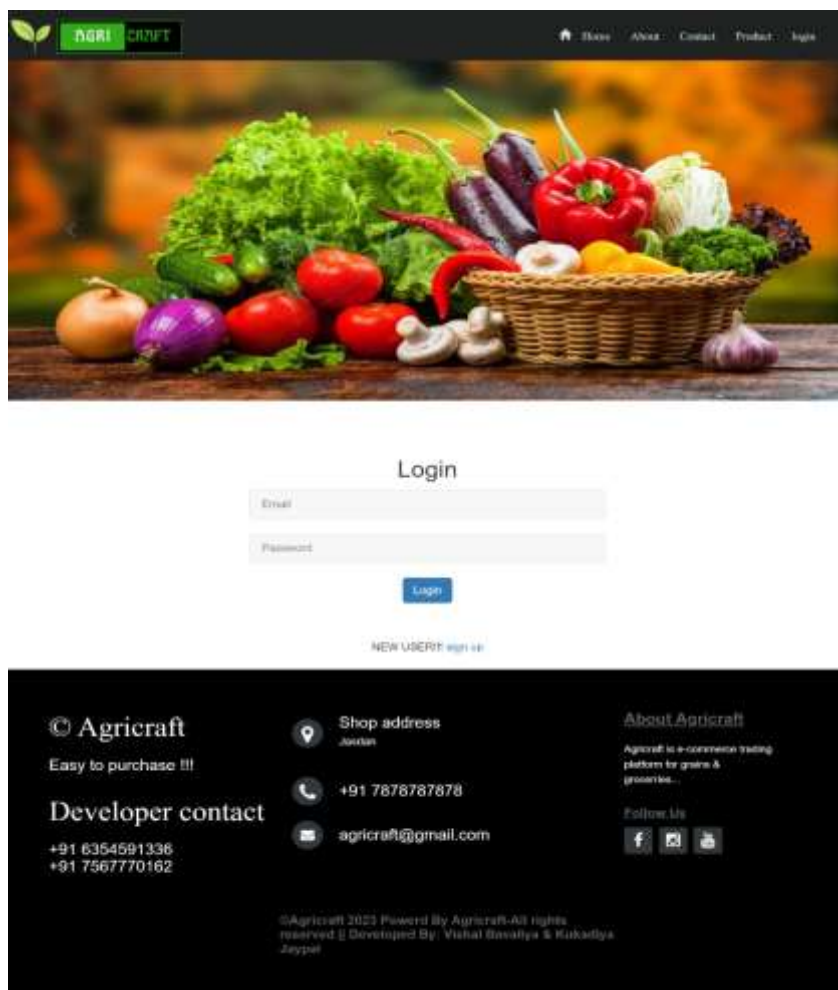 AGRI CRAFT
Home About Contact Product login
Login
Email
Password
Login
NEW USER!!! sign up
© Agricraft
Easy to purchase !!!
Developer contact
+91 6354591336
+91 7567770162
Shop address
Jasdan
+91 7878787878
agricraft@gmail.com
About Agricraft
Agricraft is e-commerce trading
platform for grains &
groceries...
Follow Us
©Agricraft 2023 Powerd By Agricraft-All rights
reserved || Developed By: Vishal Bavaliya & Kukadiya
Jaypal